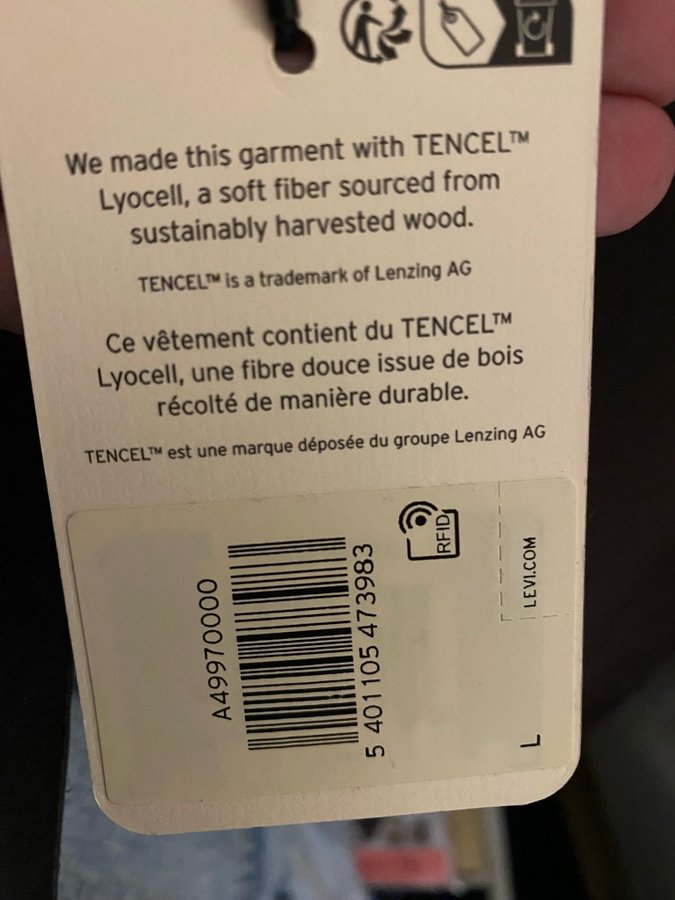 We made this garment with TENCEL™
Lyocell, a soft fiber sourced from
sustainably harvested wood.
TENCEL™ is a trademark of Lenzing AG
Ce vêtement contient du TENCEL™
Lyocell, une fibre douce issue de bois
récolté de manière durable.
TENCEL™ est une marque déposée du groupe Lenzing AG
A49970000
5 401105 473983
RFID
LEVI.COM
L